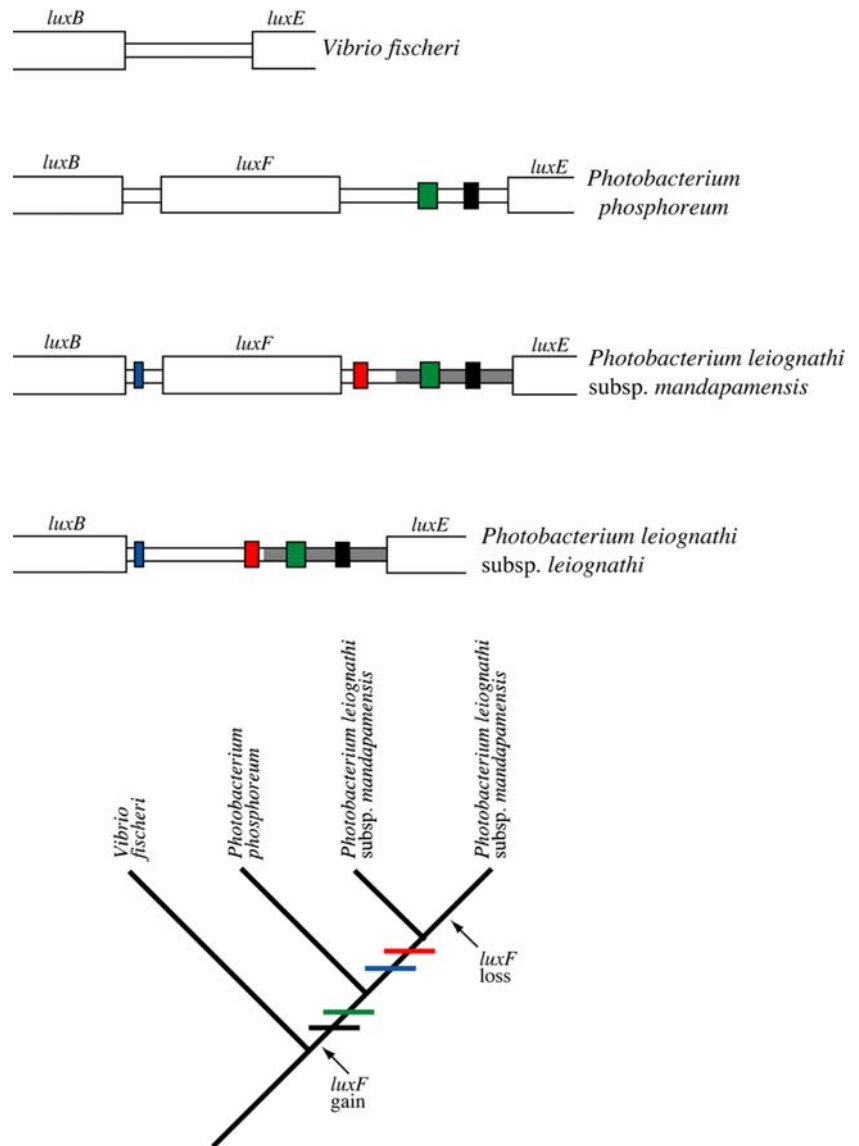 luxB luxE
Vibrio fischeri
luxB luxF luxE
Photobacterium
phosphoreum
luxB luxF luxE
Photobacterium leiognathi
subsp. mandapamensis
luxB luxE
Photobacterium leiognathi
subsp. leiognathi
Vibrio
fischeri
Photobacterium
phosphoreum
Photobacterium leiognathi
subsp. mandapamensis
Photobacterium leiognathi
subsp. mandapamensis
luxF
loss
luxF
gain